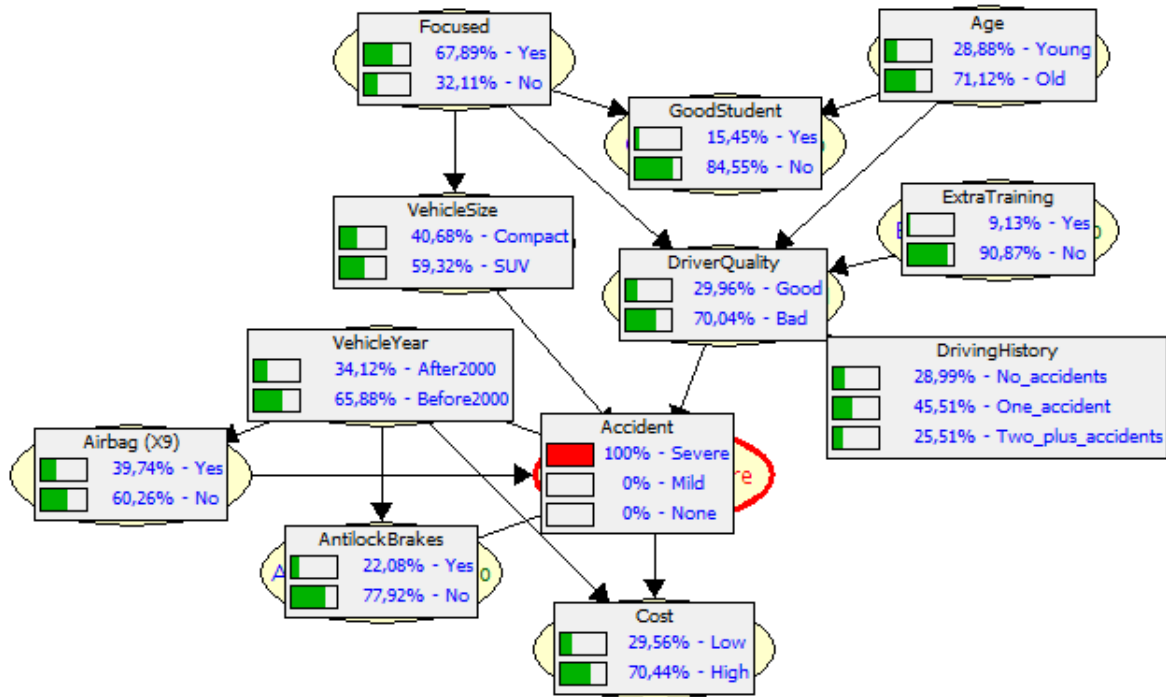 Focused
67,89% - Yes
32,11% - No
Age
28,88% - Young
71,12% - Old
GoodStudent
15,45% - Yes
84,55% - No
ExtraTraining
9,13% - Yes
90,87% - No
VehicleSize
40,68% - Compact
59,32% - SUV
DriverQuality
29,96% - Good
70,04% - Bad
VehicleYear
34,12% - After2000
65,88% - Before2000
DrivingHistory
28,99% - No_accidents
45,51% - One_accident
25,51% - Two_plus_accidents
Airbag (X9)
39,74% - Yes
60,26% - No
Accident
100% - Severe
0% - Mild
0% - None
AntilockBrakes
22,08% - Yes
77,92% - No
Cost
29,56% - Low
70,44% - High